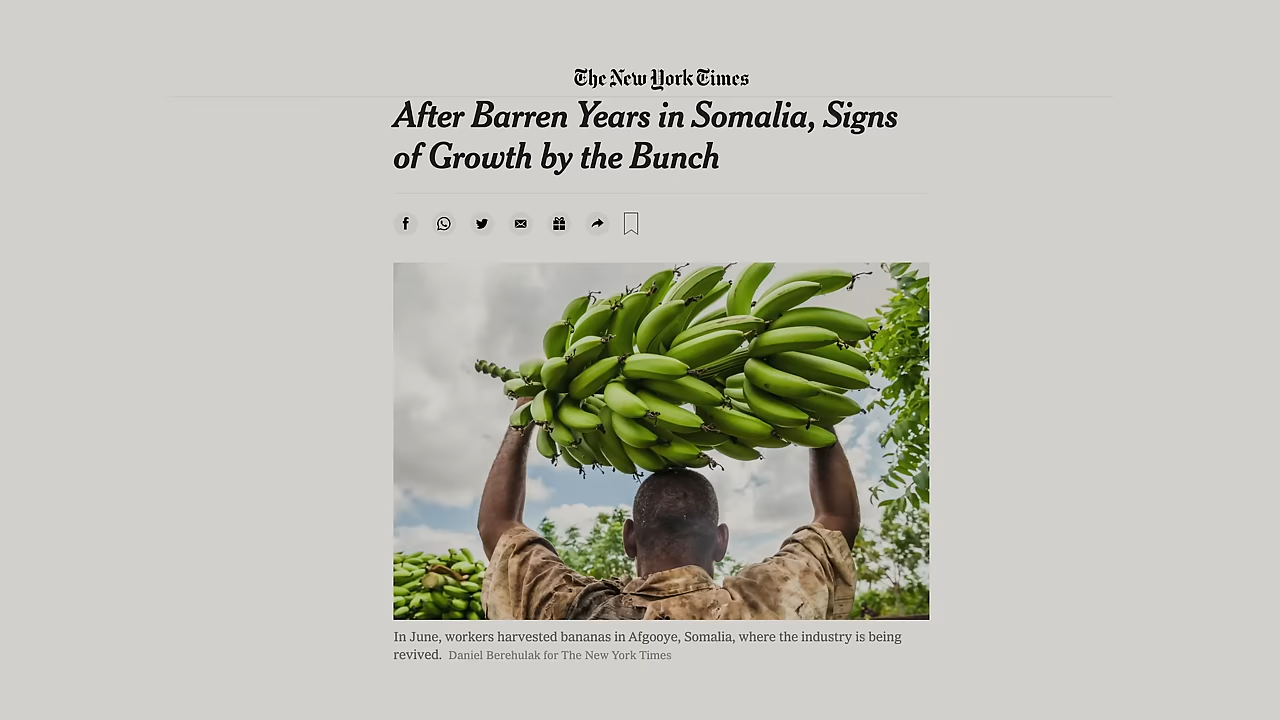 The New York Times
After Barren Years in Somalia, Signs
of Growth by the Bunch
In June, workers harvested bananas in Afgooye, Somalia, where the industry is being
revived. Daniel Berehulak for The New York Times